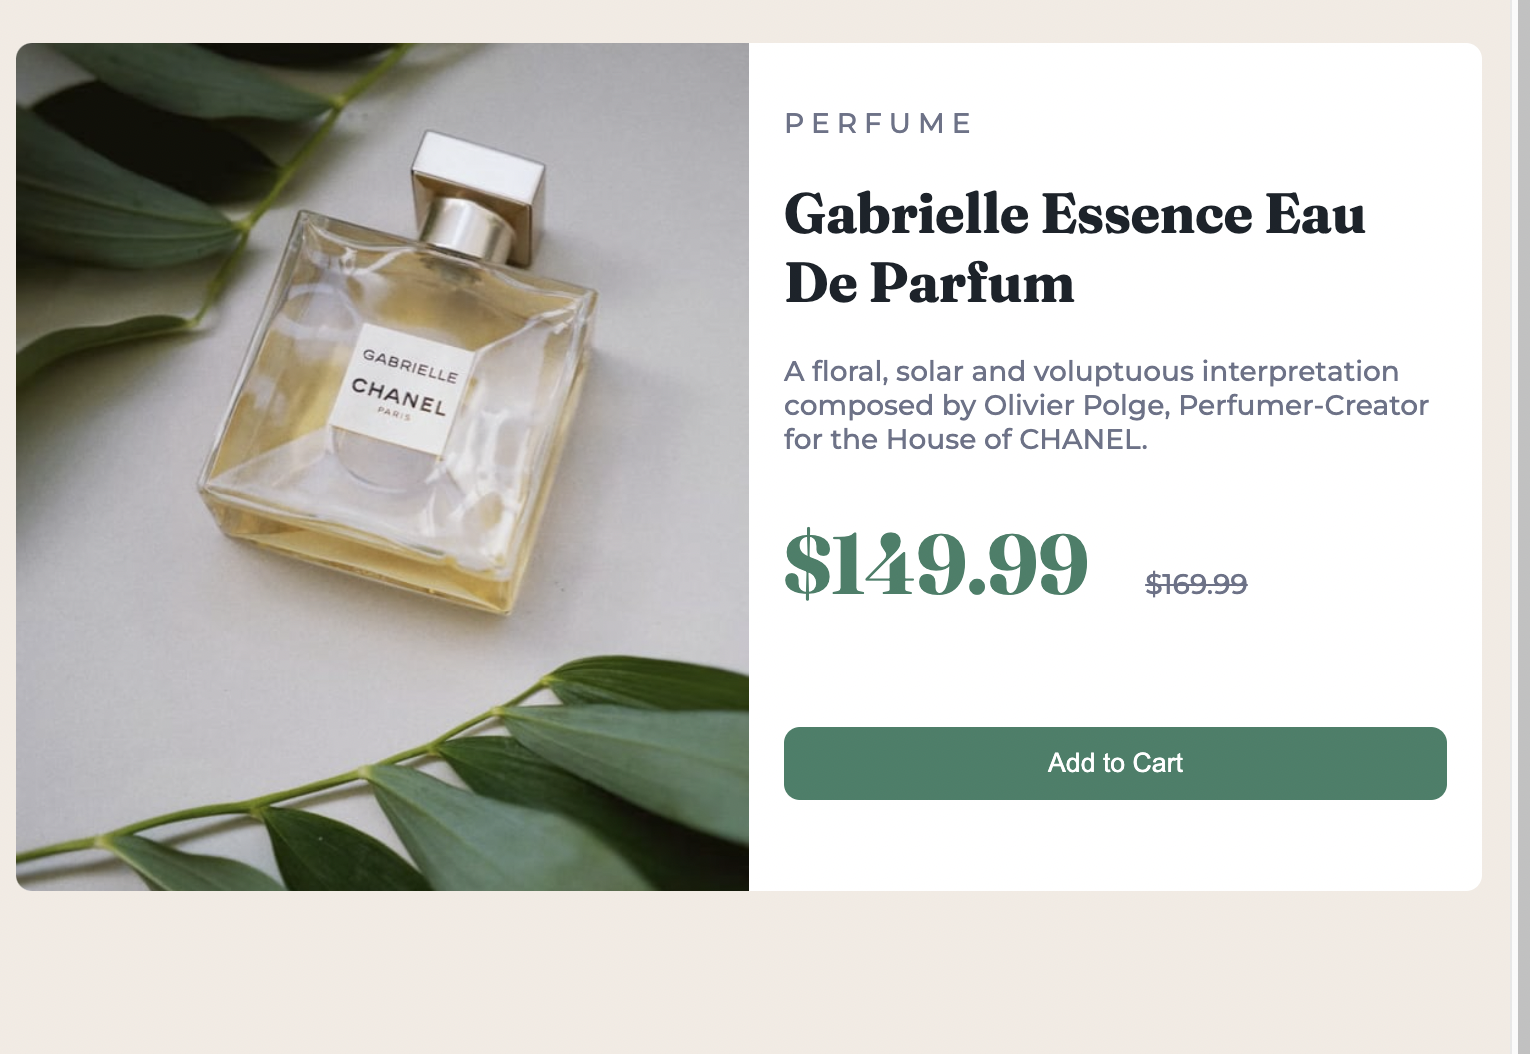 GABRIELLE
CHANEL
PARIS
PERFUME
Gabrielle Essence Eau
De Parfum
A floral, solar and voluptuous interpretation
composed by Olivier Polge, Perfumer-Creator
for the House of CHANEL.
$149.99 $169.99
Add to Cart